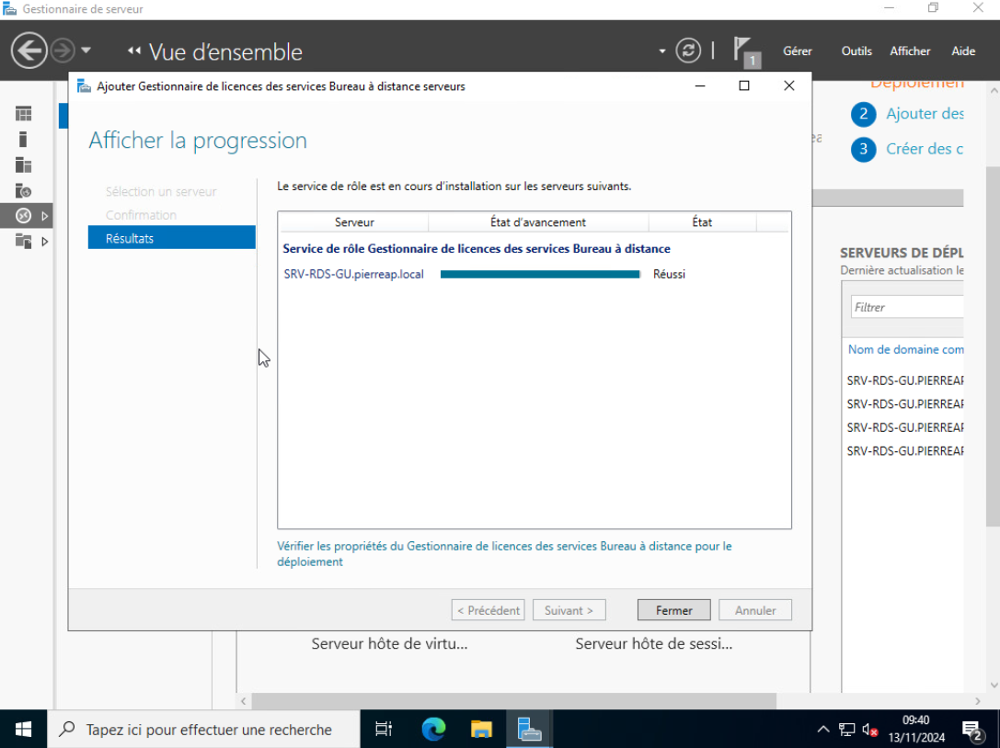 Gestionnaire de serveur
Vue d'ensemble
1
Gérer
Outils
Afficher
Aide
Ajouter Gestionnaire de licences des services Bureau à distance serveurs
Afficher la progression
Sélection un serveur
Confirmation
Résultats
Le service de rôle est en cours d'installation sur les serveurs suivants.
Serveur État d'avancement État
Service de rôle Gestionnaire de licences des services Bureau à distance
SRV-RDS-GU.pierreap.local Réussi
Vérifier les propriétés du Gestionnaire de licences des services Bureau à distance pour le
déploiement
< Précédent
Suivant >
Fermer
Annuler
2 Ajouter des
3 Créer des c
SERVEURS DE DÉPL
Dernière actualisation le
Filtrer
Nom de domaine com
SRV-RDS-GU.PIERREAP
SRV-RDS-GU.PIERREAP
SRV-RDS-GU.PIERREAP
SRV-RDS-GU.PIERREAP
Serveur hôte de virtu...
Serveur hôte de sessi...
Tapez ici pour effectuer une recherche
09:40
13/11/2024
2